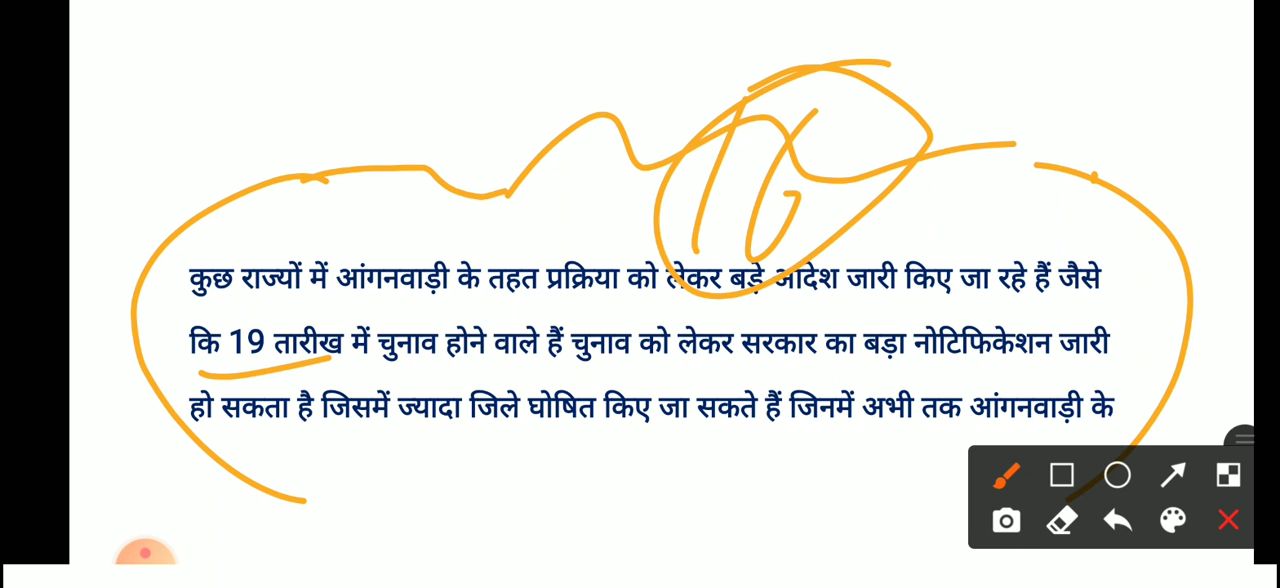 16
कुछ राज्यों में आंगनवाड़ी के तहत प्रक्रिया को लेकर बड़े आदेश जारी किए जा रहे हैं जैसे
कि 19 तारीख में चुनाव होने वाले हैं चुनाव को लेकर सरकार का बड़ा नोटिफिकेशन जारी
हो सकता है जिसमें ज्यादा जिले घोषित किए जा सकते हैं जिनमें अभी तक आंगनवाड़ी के